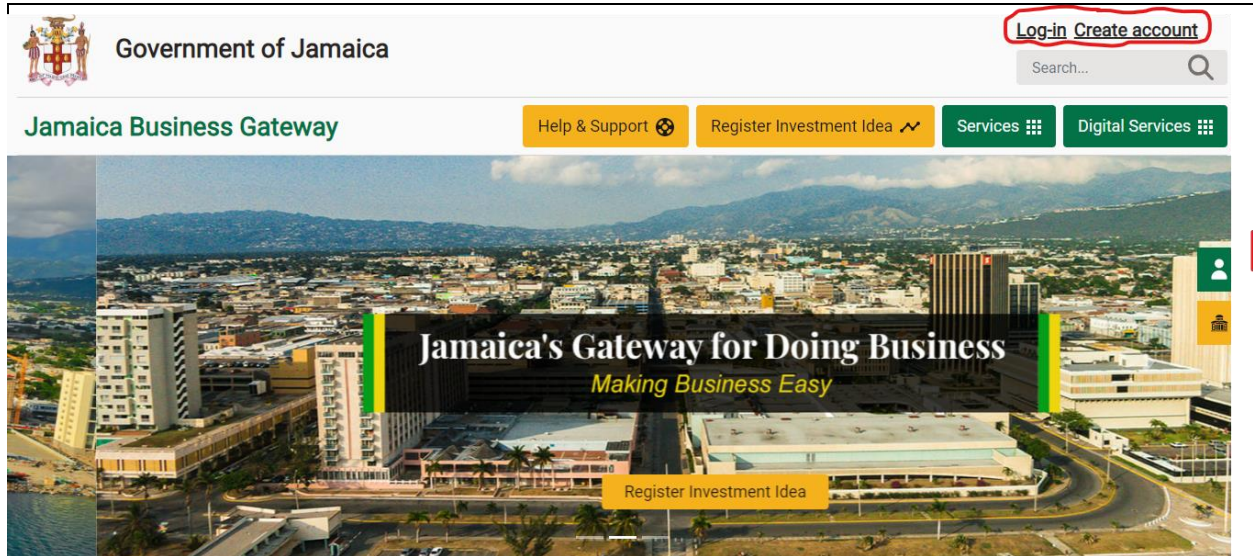 Government of Jamaica
Log-in Create account
Search...
Jamaica Business Gateway
Help & Support Register Investment Idea Services Digital Services
Jamaica's Gateway for Doing Business
Making Business Easy
Register Investment Idea